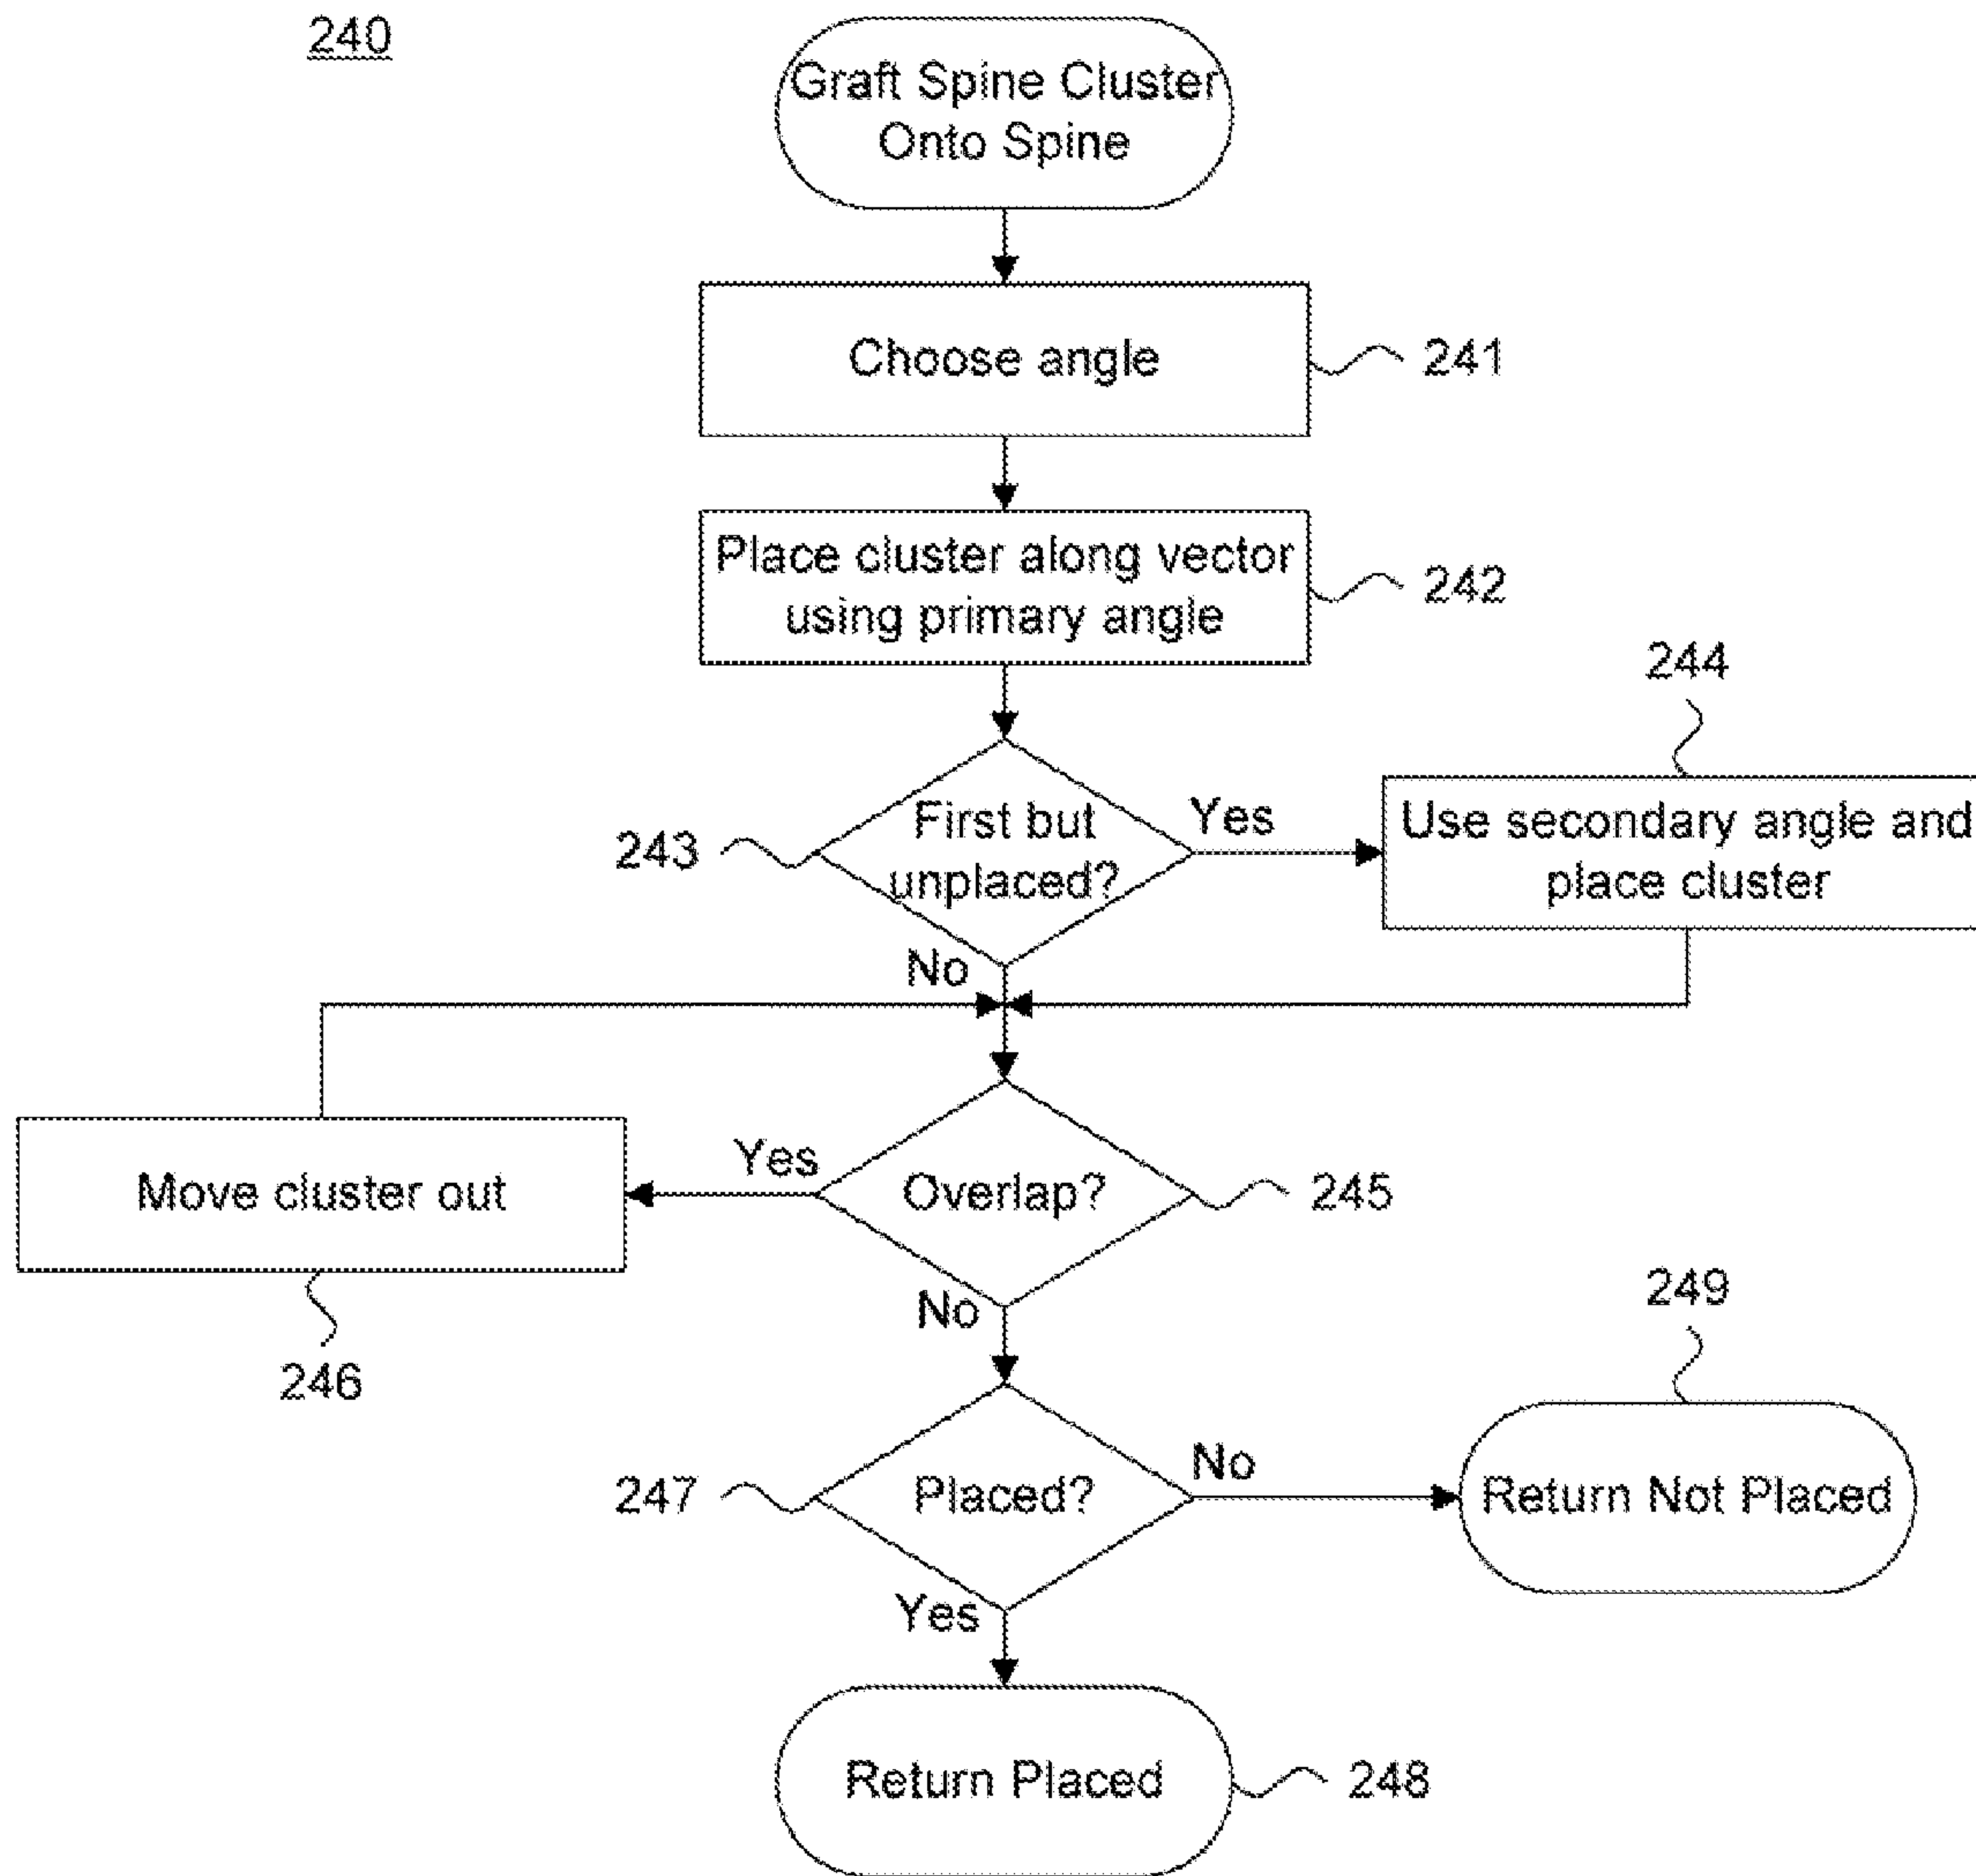 240
Graft Spine Cluster
Onto Spine
Choose angle
241
Place cluster along vector
using primary angle
242
244
First but
unplaced?
243
Yes
Use secondary angle and
place cluster
No
Move cluster out
Yes
Overlap?
245
246
No
249
247
Placed?
No
Return Not Placed
Yes
Return Placed
248